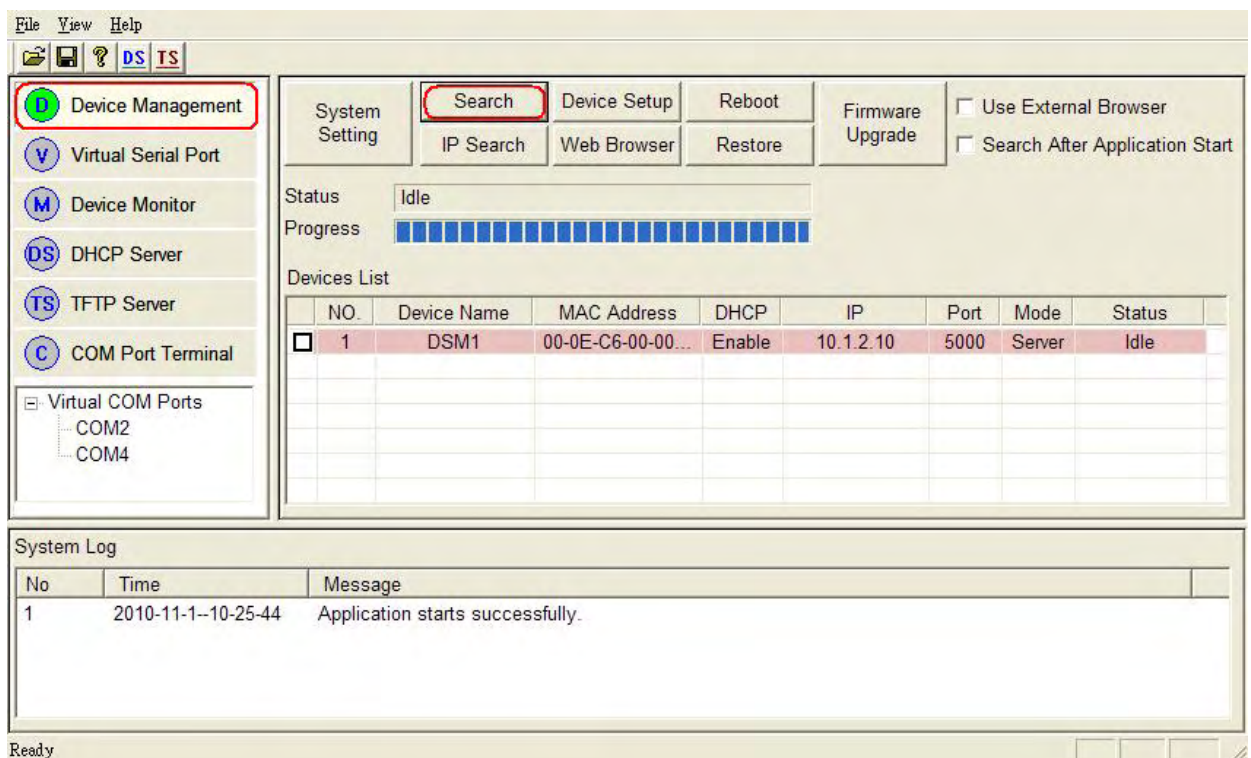 File View Help
DS TS
D Device Management
V Virtual Serial Port
M Device Monitor
DS DHCP Server
TS TFTP Server
C COM Port Terminal
Virtual COM Ports
COM2
COM4
System Setting
Search
Device Setup
Reboot
IP Search
Web Browser
Restore
Firmware Upgrade
Use External Browser
Search After Application Start
Status Idle
Progress
Devices List
NO. Device Name MAC Address DHCP IP Port Mode Status
1 DSM1 00-0E-C6-00-00... Enable 10.1.2.10 5000 Server Idle
System Log
No Time Message
1 2010-11-1--10-25-44 Application starts successfully.
Ready